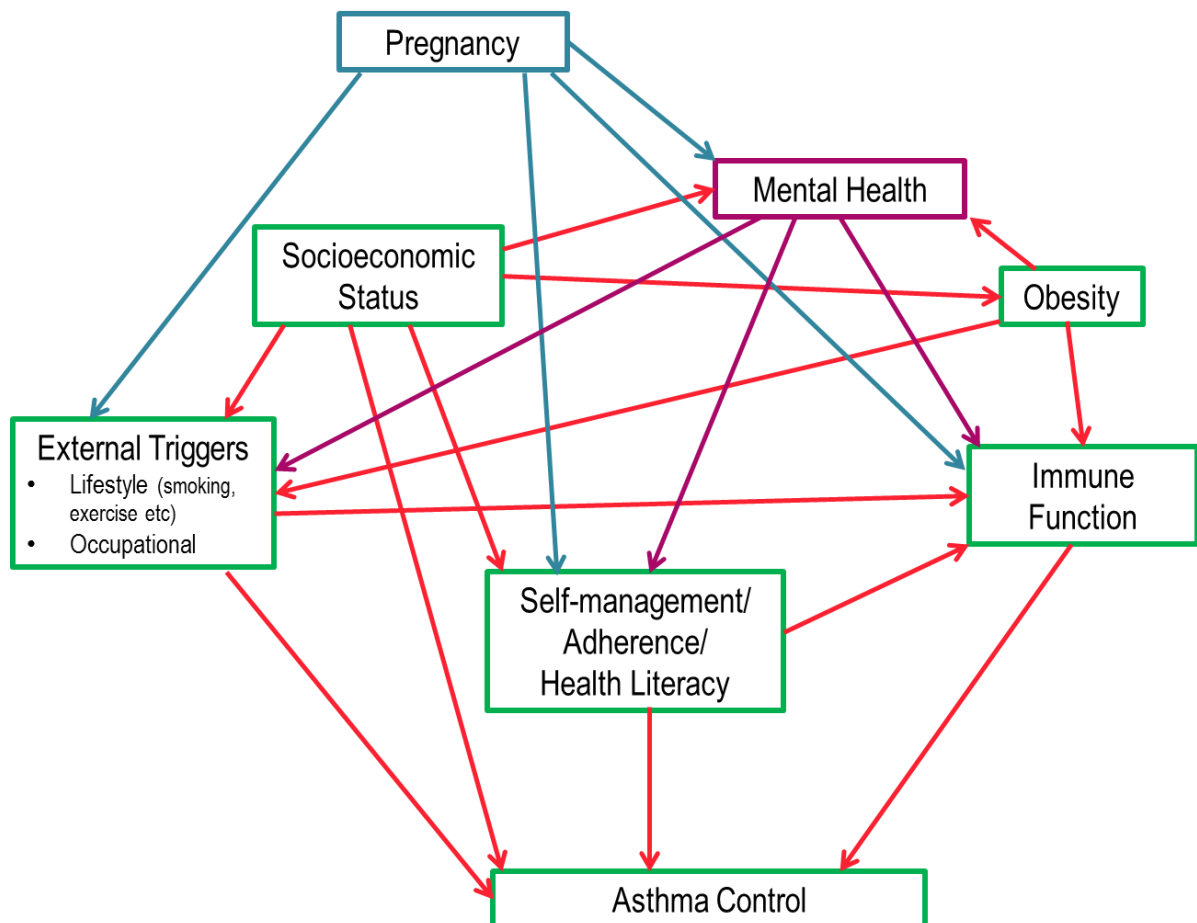 Pregnancy
Mental Health
Socioeconomic
Status
Obesity
External Triggers
• Lifestyle (smoking,
exercise etc)
• Occupational
Immune
Function
Self-management/
Adherence/
Health Literacy
Asthma Control